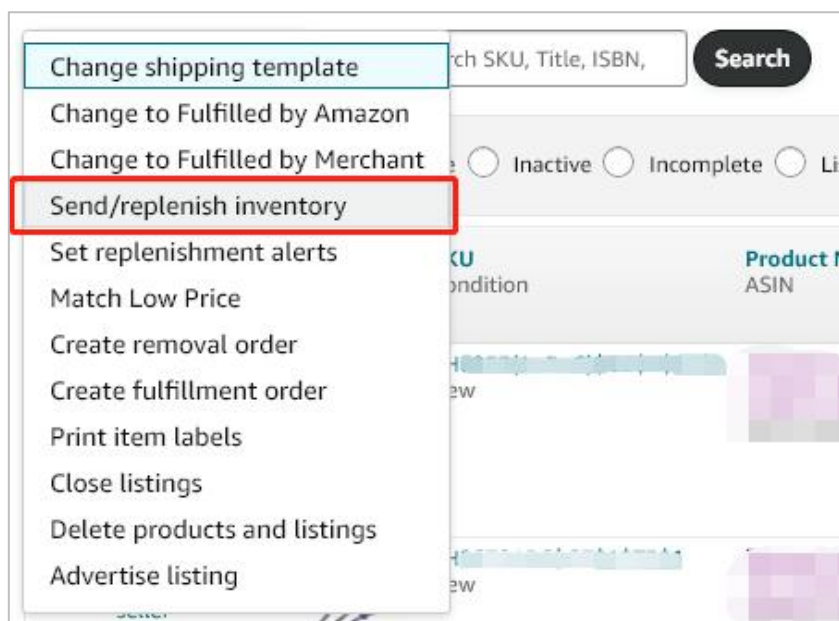 Change shipping template
rch SKU, Title, ISBN,
Search
Change to Fulfilled by Amazon
Change to Fulfilled by Merchant
Inactive
Incomplete
Li
Send/replenish inventory
Set replenishment alerts
KU
Product N
ondition
ASIN
Match Low Price
Create removal order
Create fulfillment order
ew
Print item labels
Close listings
Delete products and listings
Advertise listing
ew